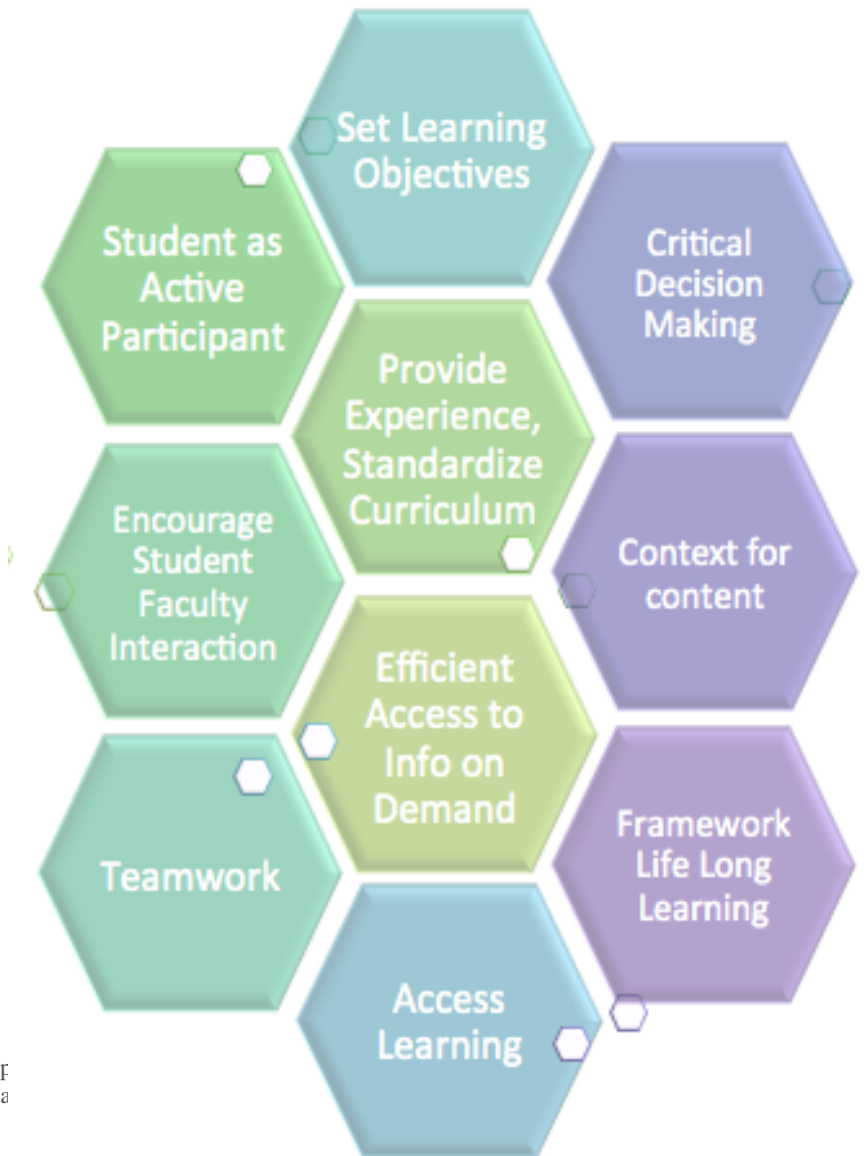 Set Learning
Objectives
Student as
Active
Participant
Critical
Decision
Making
Provide
Experience,
Standardize
Curriculum
Encourage
Student
Faculty
Interaction
Context for
content
Efficient
Access to
Info on
Demand
Teamwork
Framework
Life Long
Learning
Access
Learning